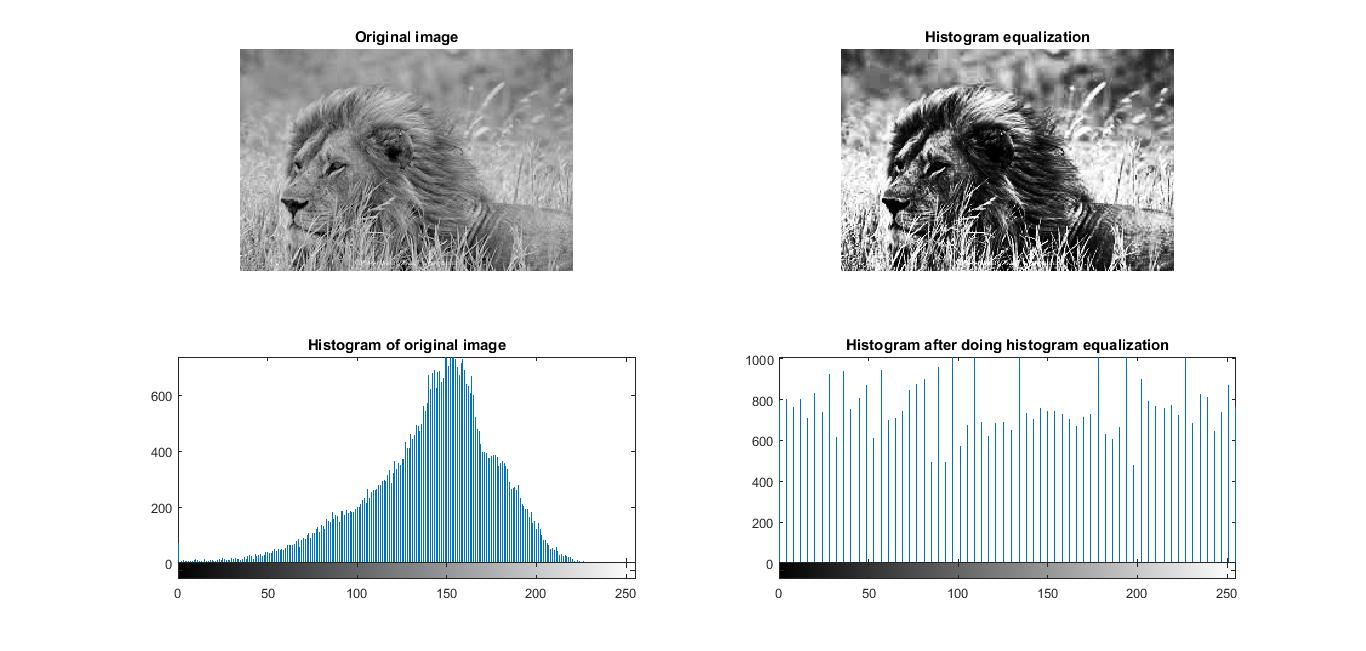 Original image
Histogram equalization
Histogram of original image
600
400
200
0
0 50 100 150 200 250
Histogram after doing histogram equalization
1000
800
600
400
200
0
0 50 100 150 200 250